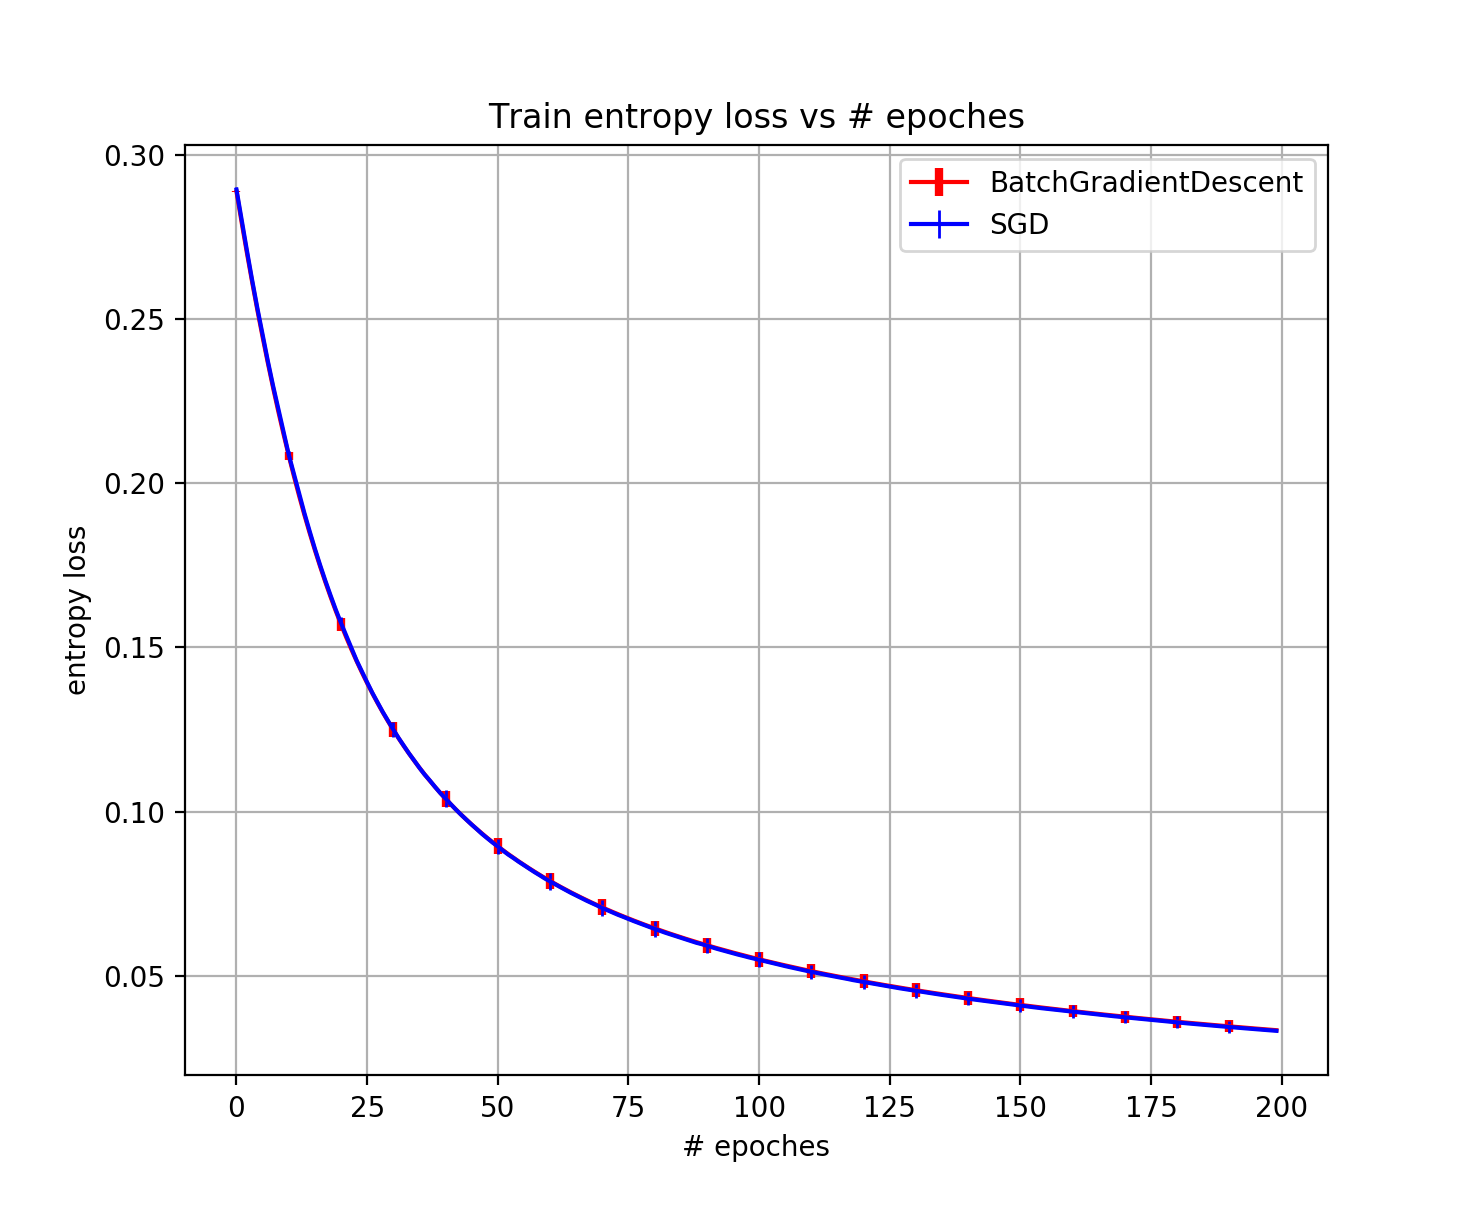 Train entropy loss vs # epoches
BatchGradientDescent
SGD
entropy loss
0.30
0.25
0.20
0.15
0.10
0.05
0 25 50 75 100 125 150 175 200
# epoches